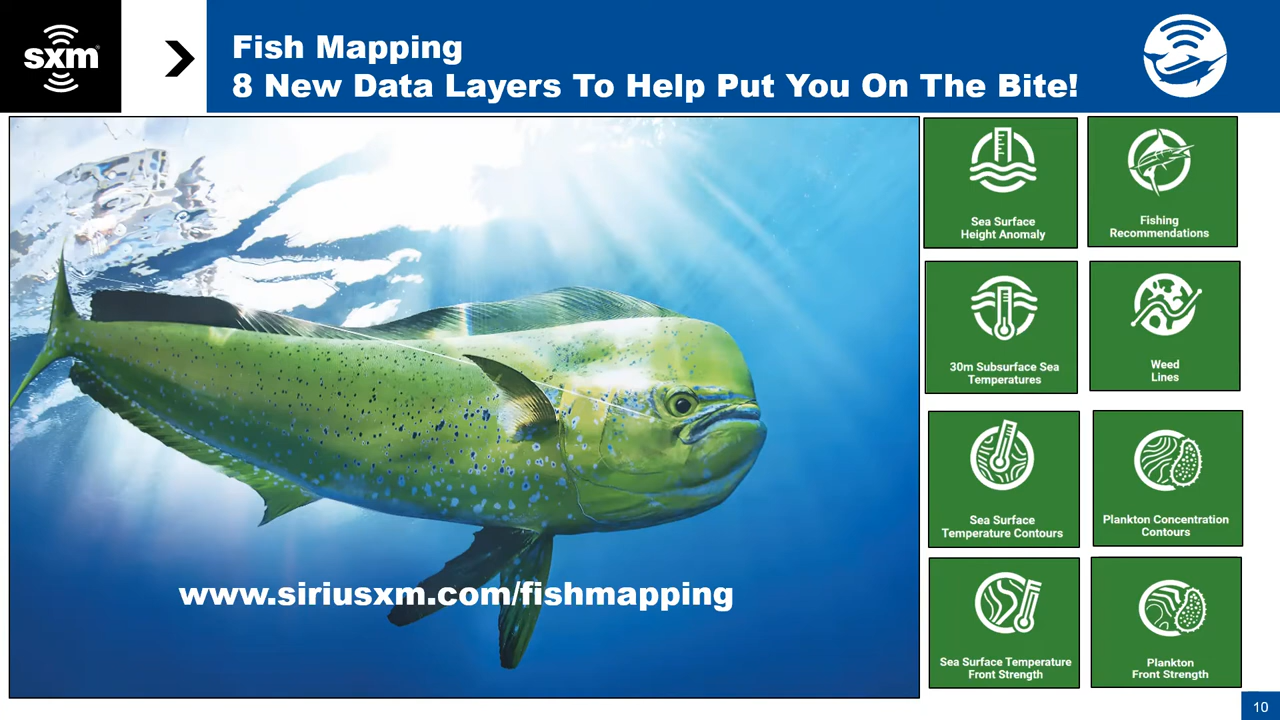 sxm
Fish Mapping
8 New Data Layers To Help Put You On The Bite!
www.siriusxm.com/fishmapping
Sea Surface
Height Anomaly
Fishing
Recommendations
30m Subsurface Sea
Temperatures
Weed
Lines
Sea Surface
Temperature Contours
Plankton Concentration
Contours
Sea Surface Temperature
Front Strength
Plankton
Front Strength
10